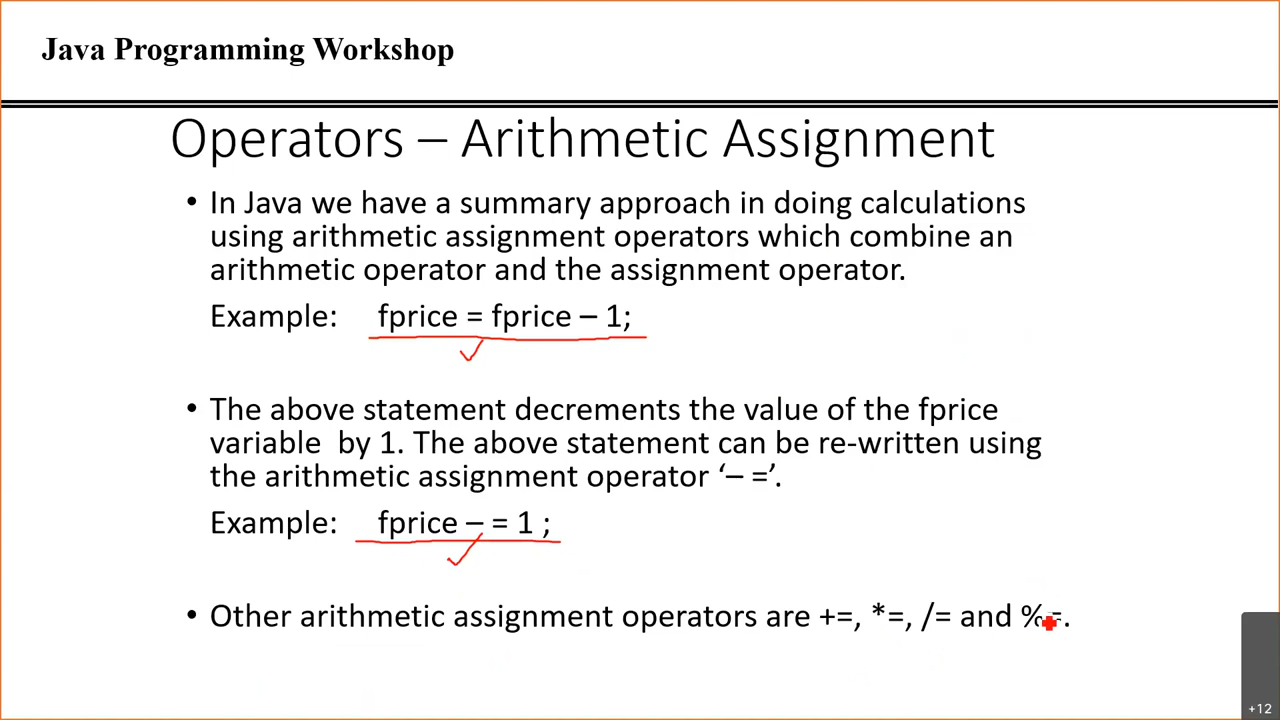 Java Programming Workshop
Operators – Arithmetic Assignment
• In Java we have a summary approach in doing calculations
using arithmetic assignment operators which combine an
arithmetic operator and the assignment operator.
Example: fprice = fprice – 1;
• The above statement decrements the value of the fprice
variable by 1. The above statement can be re-written using
the arithmetic assignment operator ‘– =’.
Example: fprice – = 1 ;
• Other arithmetic assignment operators are +=, *=, /= and %=.
+12